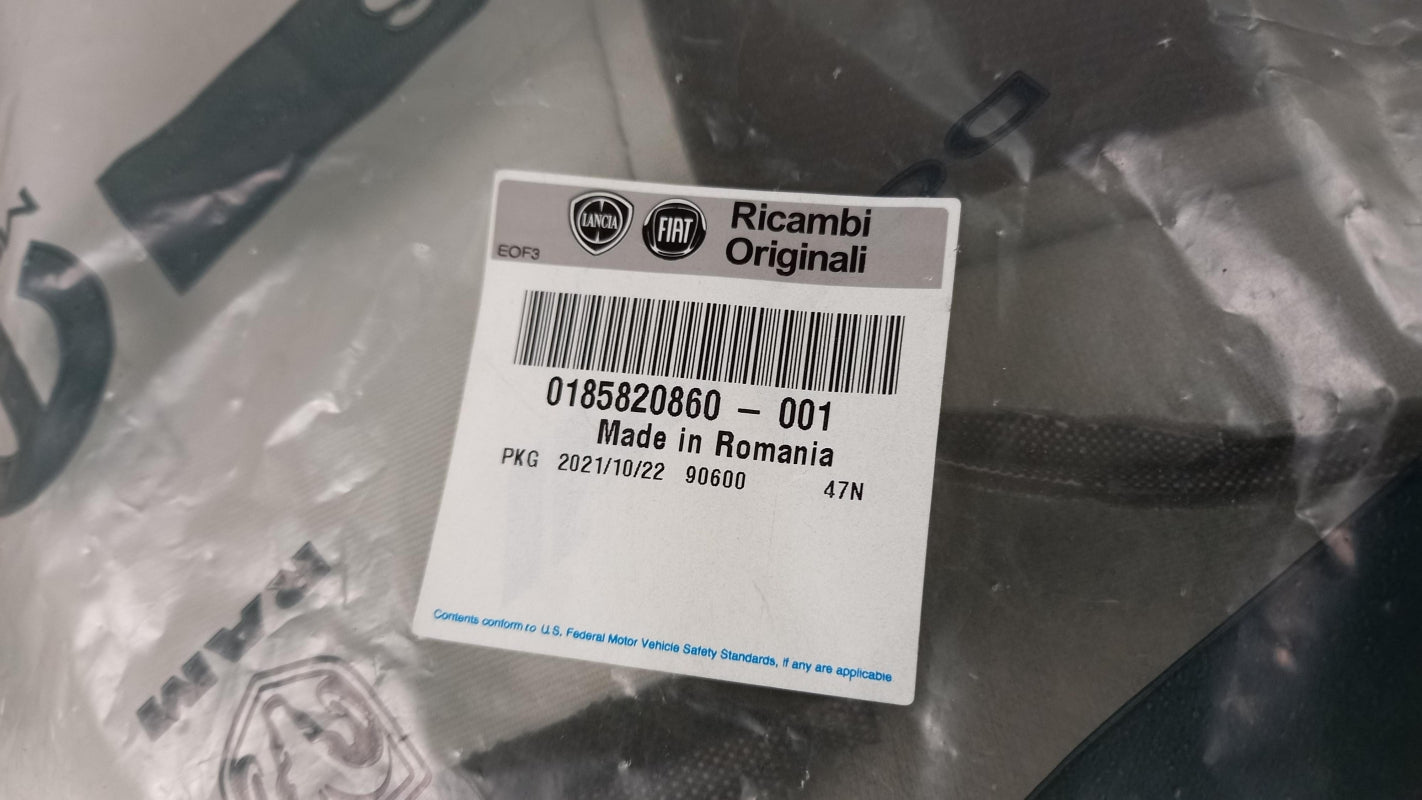 LANCIA
FIAT
Ricambi
Originali
EOF3
0185820860 – 001
Made in Romania
PKG 2021/10/22 90600 47N
Contents conform to U.S. Federal Motor Vehicle Safety Standards, if any are applicable